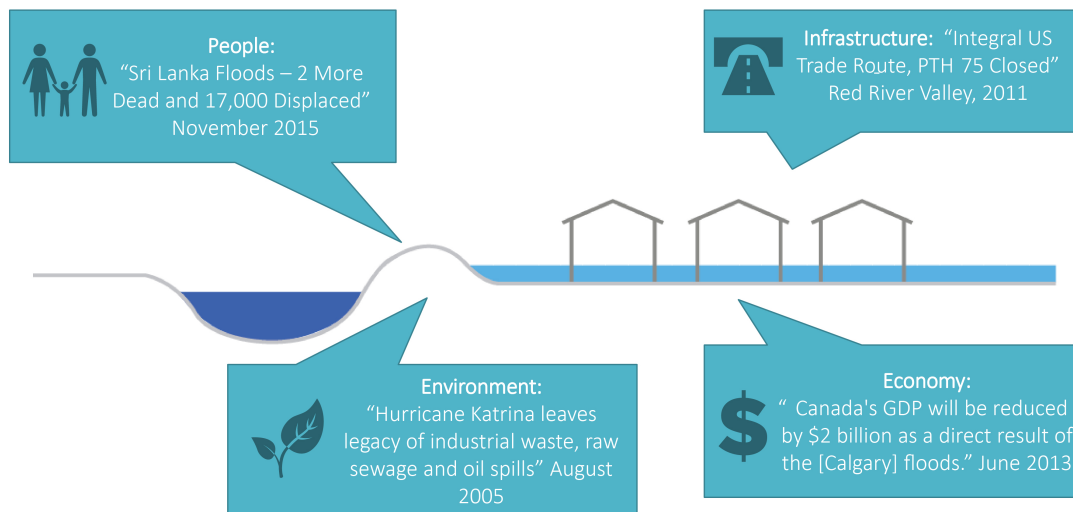 People:
“Sri Lanka Floods – 2 More
Dead and 17,000 Displaced”
November 2015
Infrastructure: “Integral US
Trade Route, PTH 75 Closed”
Red River Valley, 2011
Environment:
“Hurricane Katrina leaves
legacy of industrial waste, raw
sewage and oil spills” August
2005
Economy:
“ Canada's GDP will be reduced
by $2 billion as a direct result of
the [Calgary] floods.” June 2013